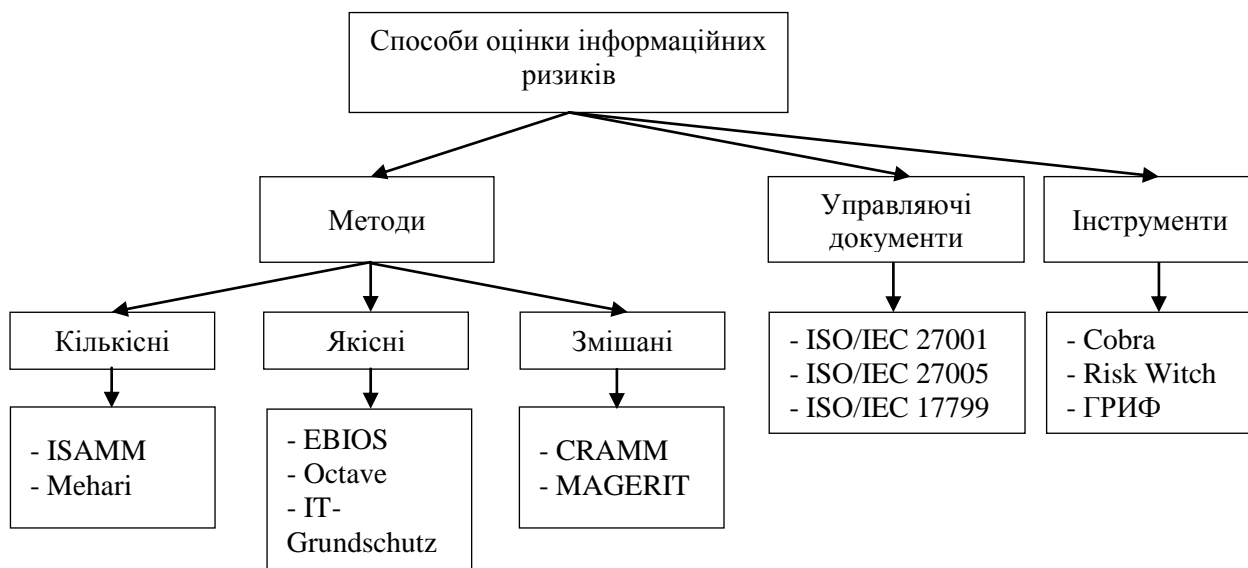 Способи оцінки інформаційних
ризиків
Методи
Управляючі
документи
Інструменти
Кількісні
Якісні
Змішані
- ISO/IEC 27001
- ISO/IEC 27005
- ISO/IEC 17799
- Cobra
- Risk Witch
- ГРИФ
- ISAMM
- Mehari
- EBIOS
- Octave
- IT-
Grundschutz
- CRAMM
- MAGERIT